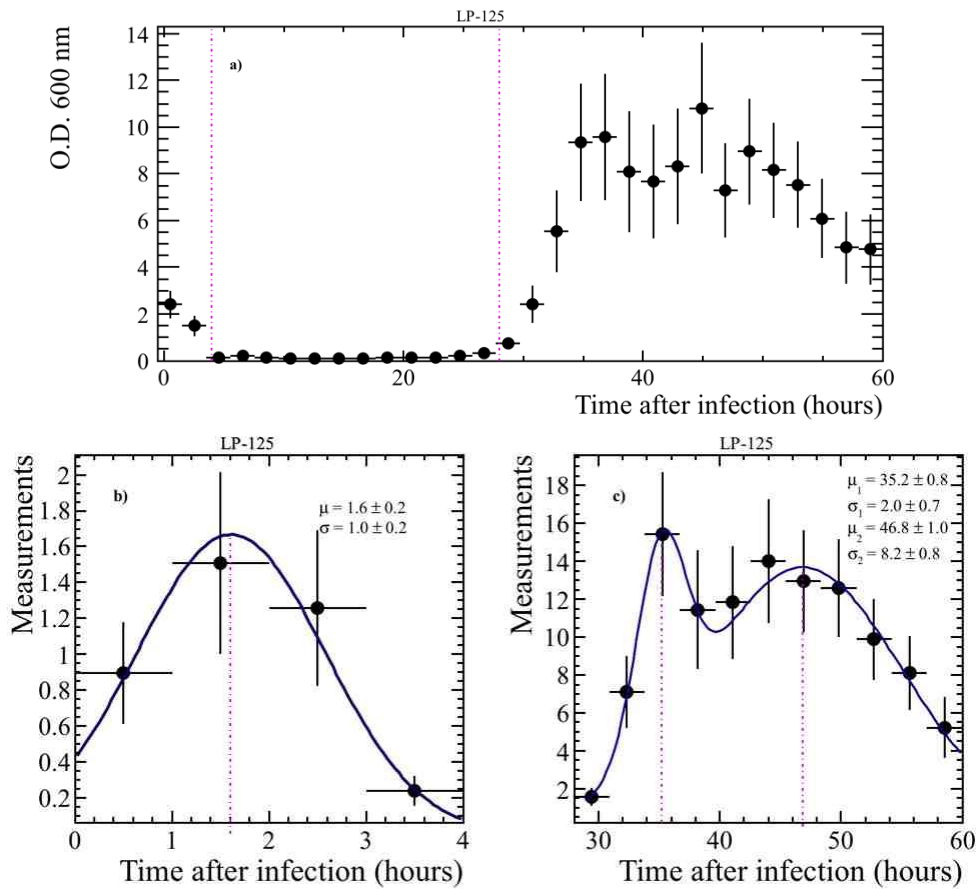 LP-125
O.D. 600 nm
a)
14
12
10
8
6
4
2
0
0 20 40 60
Time after infection (hours)
LP-125
Measurements
b)
μ = 1.6 ± 0.2
σ = 1.0 ± 0.2
2
1.8
1.6
1.4
1.2
1
0.8
0.6
0.4
0.2
0 1 2 3 4
Time after infection (hours)
LP-125
Measurements
c)
μ1 = 35.2 ± 0.8
σ1 = 2.0 ± 0.7
μ2 = 46.8 ± 1.0
σ2 = 8.2 ± 0.8
18
16
14
12
10
8
6
4
2
30 40 50 60
Time after infection (hours)